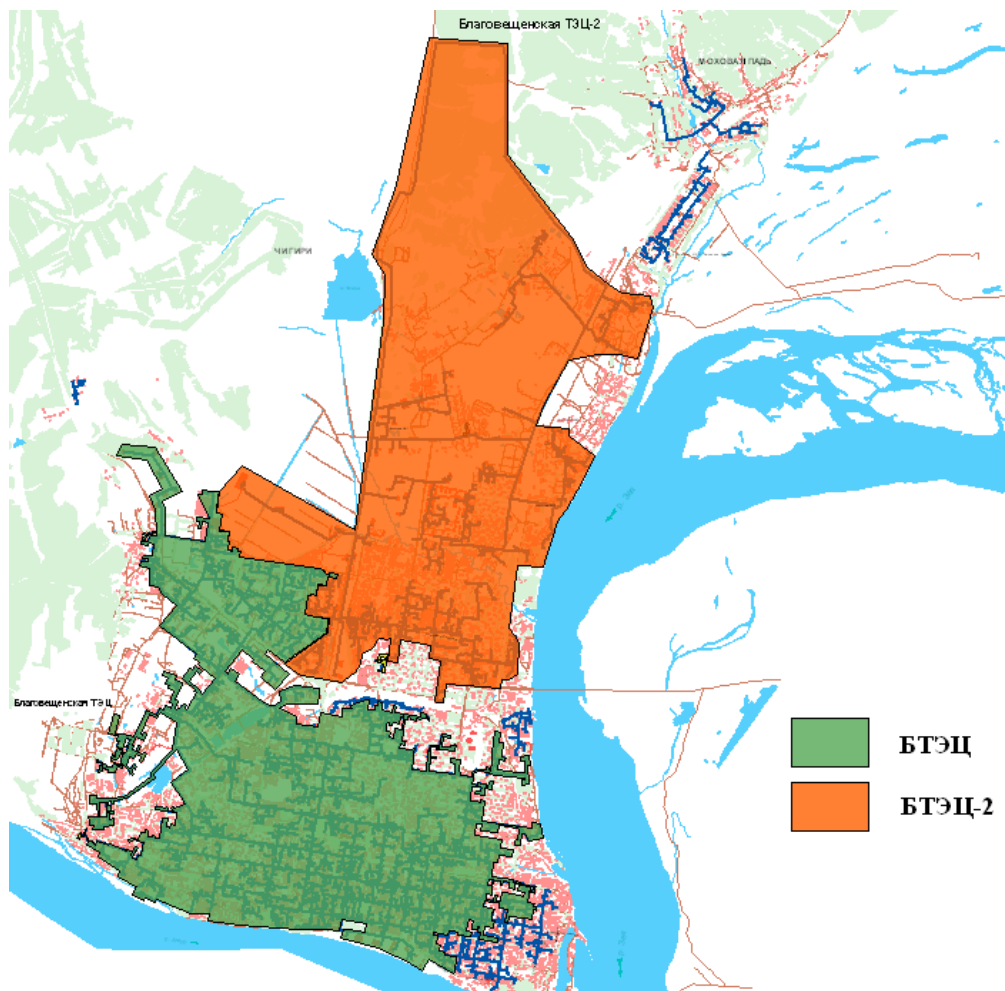 Благовещенская ТЭЦ-2
МОХОВАЯ ПАДЬ
ЧИГИРИ
Благовещенская ТЭЦ
БТЭЦ
БТЭЦ-2